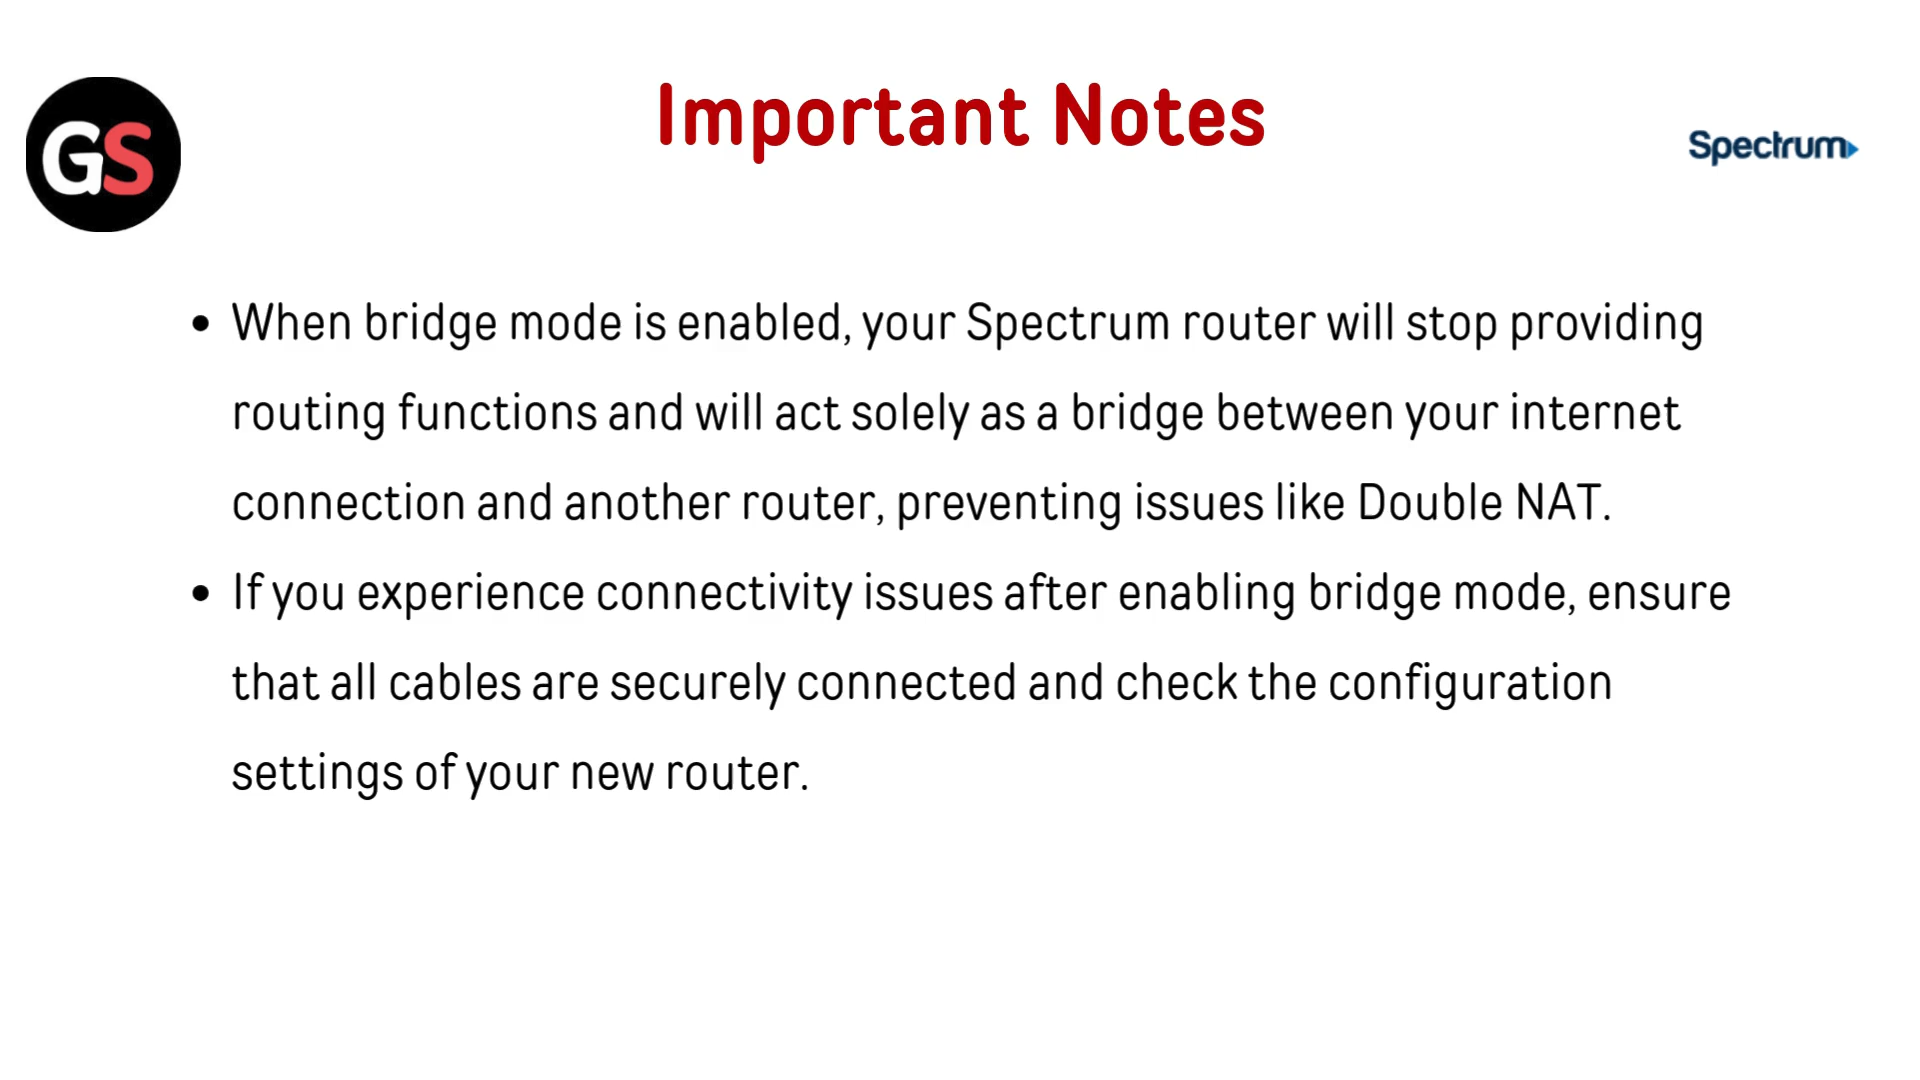 Important Notes
GS
Spectrum
• When bridge mode is enabled, your Spectrum router will stop providing
routing functions and will act solely as a bridge between your internet
connection and another router, preventing issues like Double NAT.
• If you experience connectivity issues after enabling bridge mode, ensure
that all cables are securely connected and check the configuration
settings of your new router.